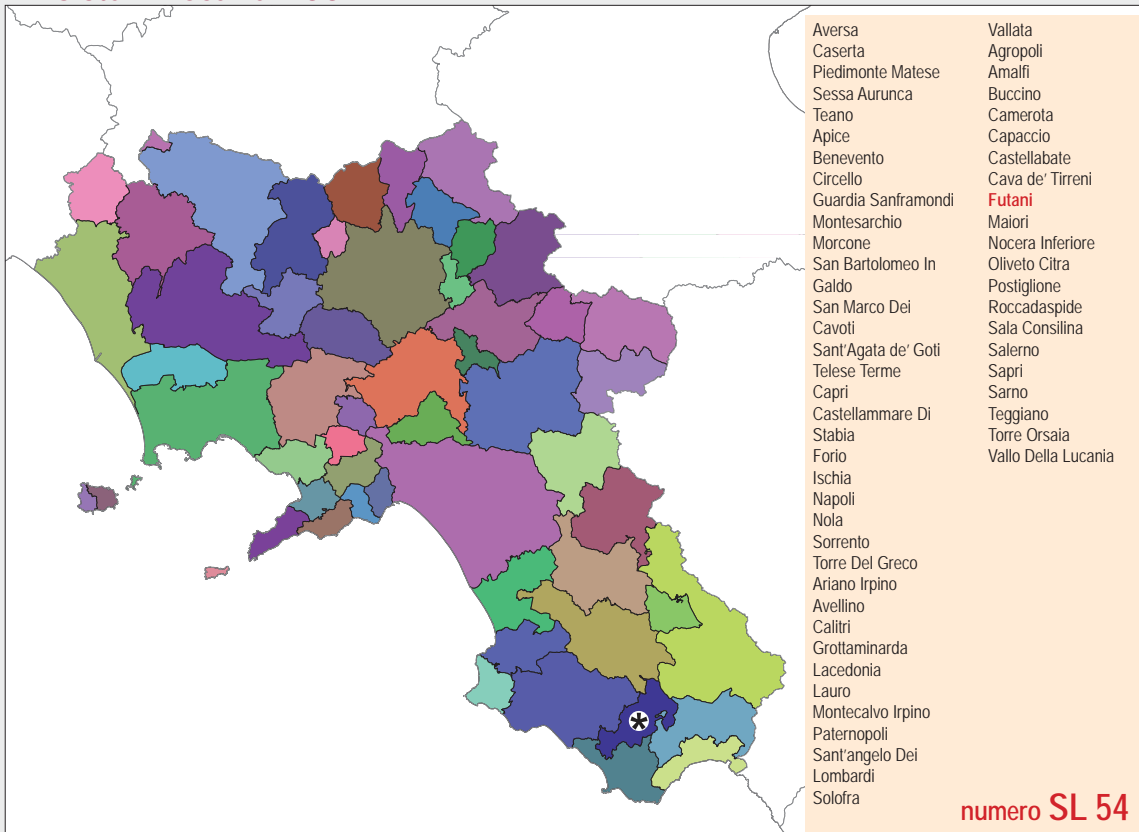 Aversa
Caserta
Piedimonte Matese
Sessa Aurunca
Teano
Apice
Benevento
Circello
Guardia Sanframondi
Montesarchio
Morcone
San Bartolomeo In
Galdo
San Marco Dei
Cavoti
Sant'Agata de' Goti
Telese Terme
Capri
Castellammare Di
Stabia
Forio
Ischia
Napoli
Nola
Sorrento
Torre Del Greco
Ariano Irpino
Avellino
Calitri
Grottaminarda
Lacedonia
Lauro
Montecalvo Irpino
Paternopoli
Sant'angelo Dei
Lombardi
Solofra
Vallata
Agropoli
Amalfi
Buccino
Camerota
Capaccio
Castellabate
Cava de' Tirreni
Futani
Maiori
Nocera Inferiore
Oliveto Citra
Postiglione
Roccadaspide
Sala Consilina
Salerno
Sapri
Sarno
Teggiano
Torre Orsaia
Vallo Della Lucania
numero SL 54